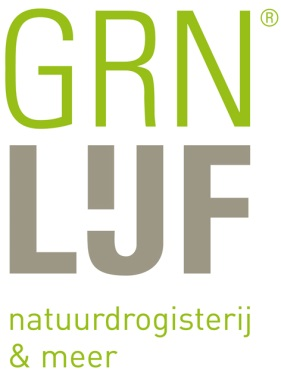 GRN®
LIJF
natuurdrogisterij
& meer